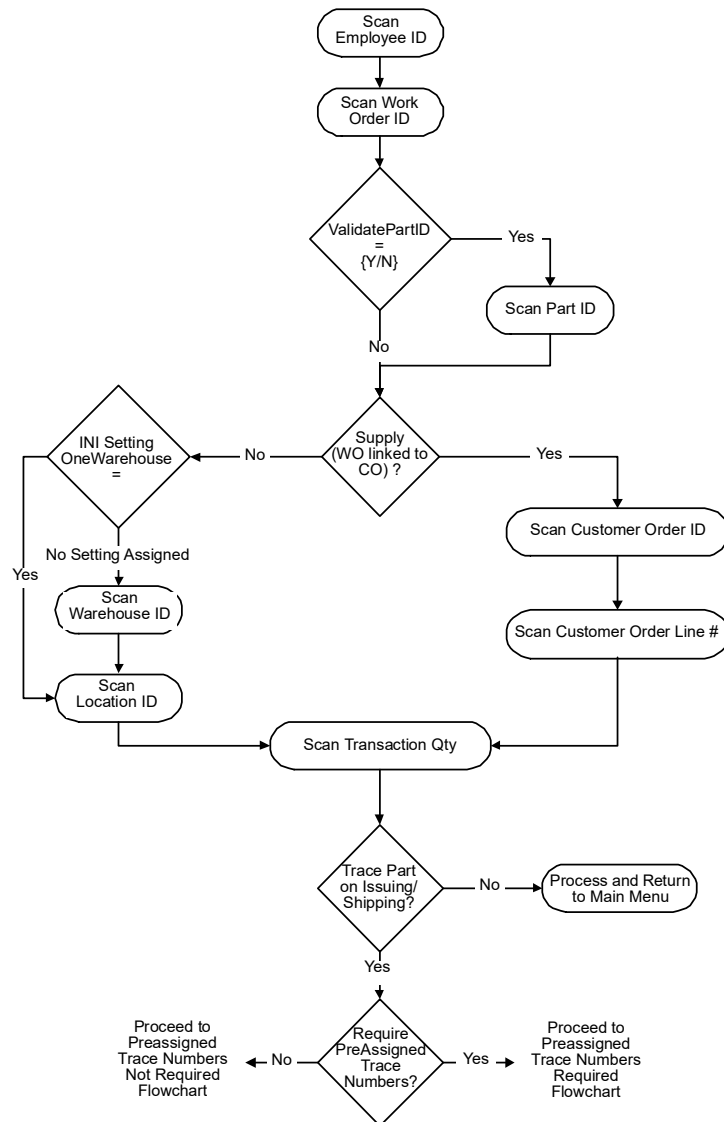 Scan
Employee ID
Scan Work
Order ID
ValidatePartID
=
{Y/N}
Yes
Scan Part ID
No
INI Setting
OneWarehouse
=
No
Supply
(WO linked to
CO) ?
Yes
Scan Customer Order ID
No Setting Assigned
Yes
Scan
Warehouse ID
Scan Customer Order Line #
Scan
Location ID
Scan Transaction Qty
Trace Part
on Issuing/
Shipping?
No
Process and Return
to Main Menu
Yes
Proceed to
Preassigned
Trace Numbers
Not Required
Flowchart
No
Require
PreAssigned
Trace
Numbers?
Yes
Proceed to
Preassigned
Trace Numbers
Required
Flowchart